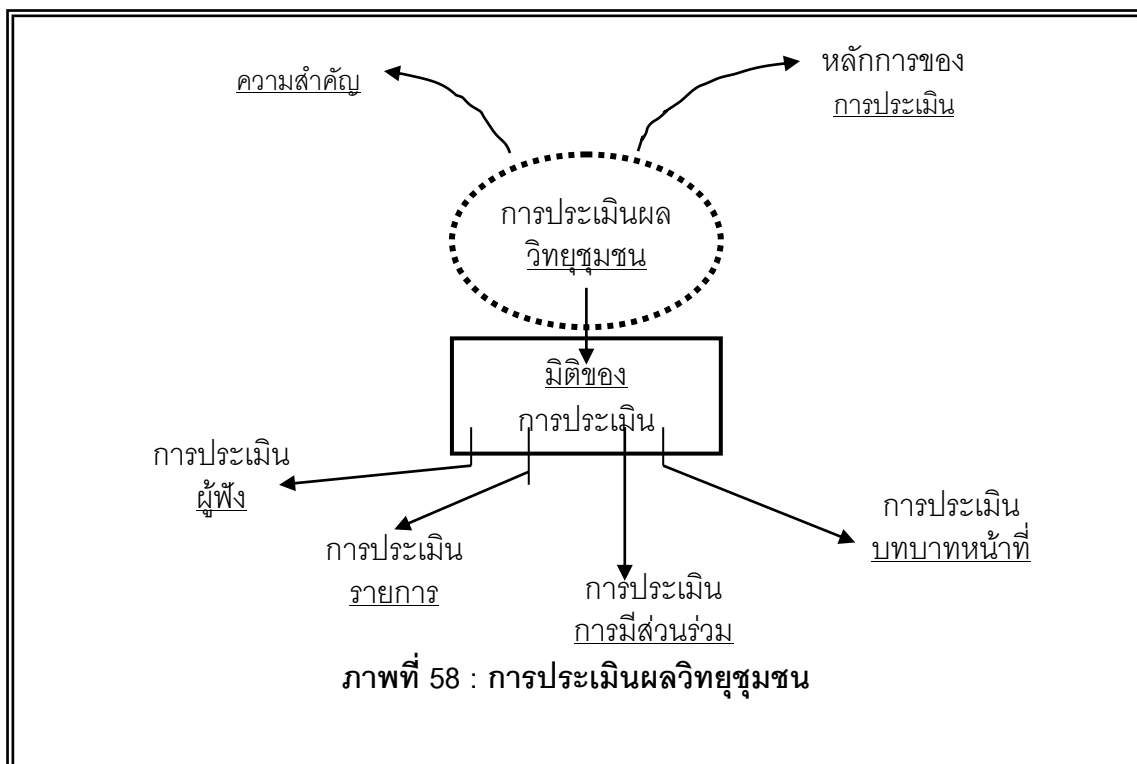 ความสำคัญ
หลักการของ
การประเมิน
การประเมินผล
วิทยุชุมชน
มิติของ
การประเมิน
การประเมิน
ผู้ฟัง
การประเมิน
รายการ
การประเมิน
การมีส่วนร่วม
การประเมิน
บทบาทหน้าที่
ภาพที่ 58 : การประเมินผลวิทยุชุมชน